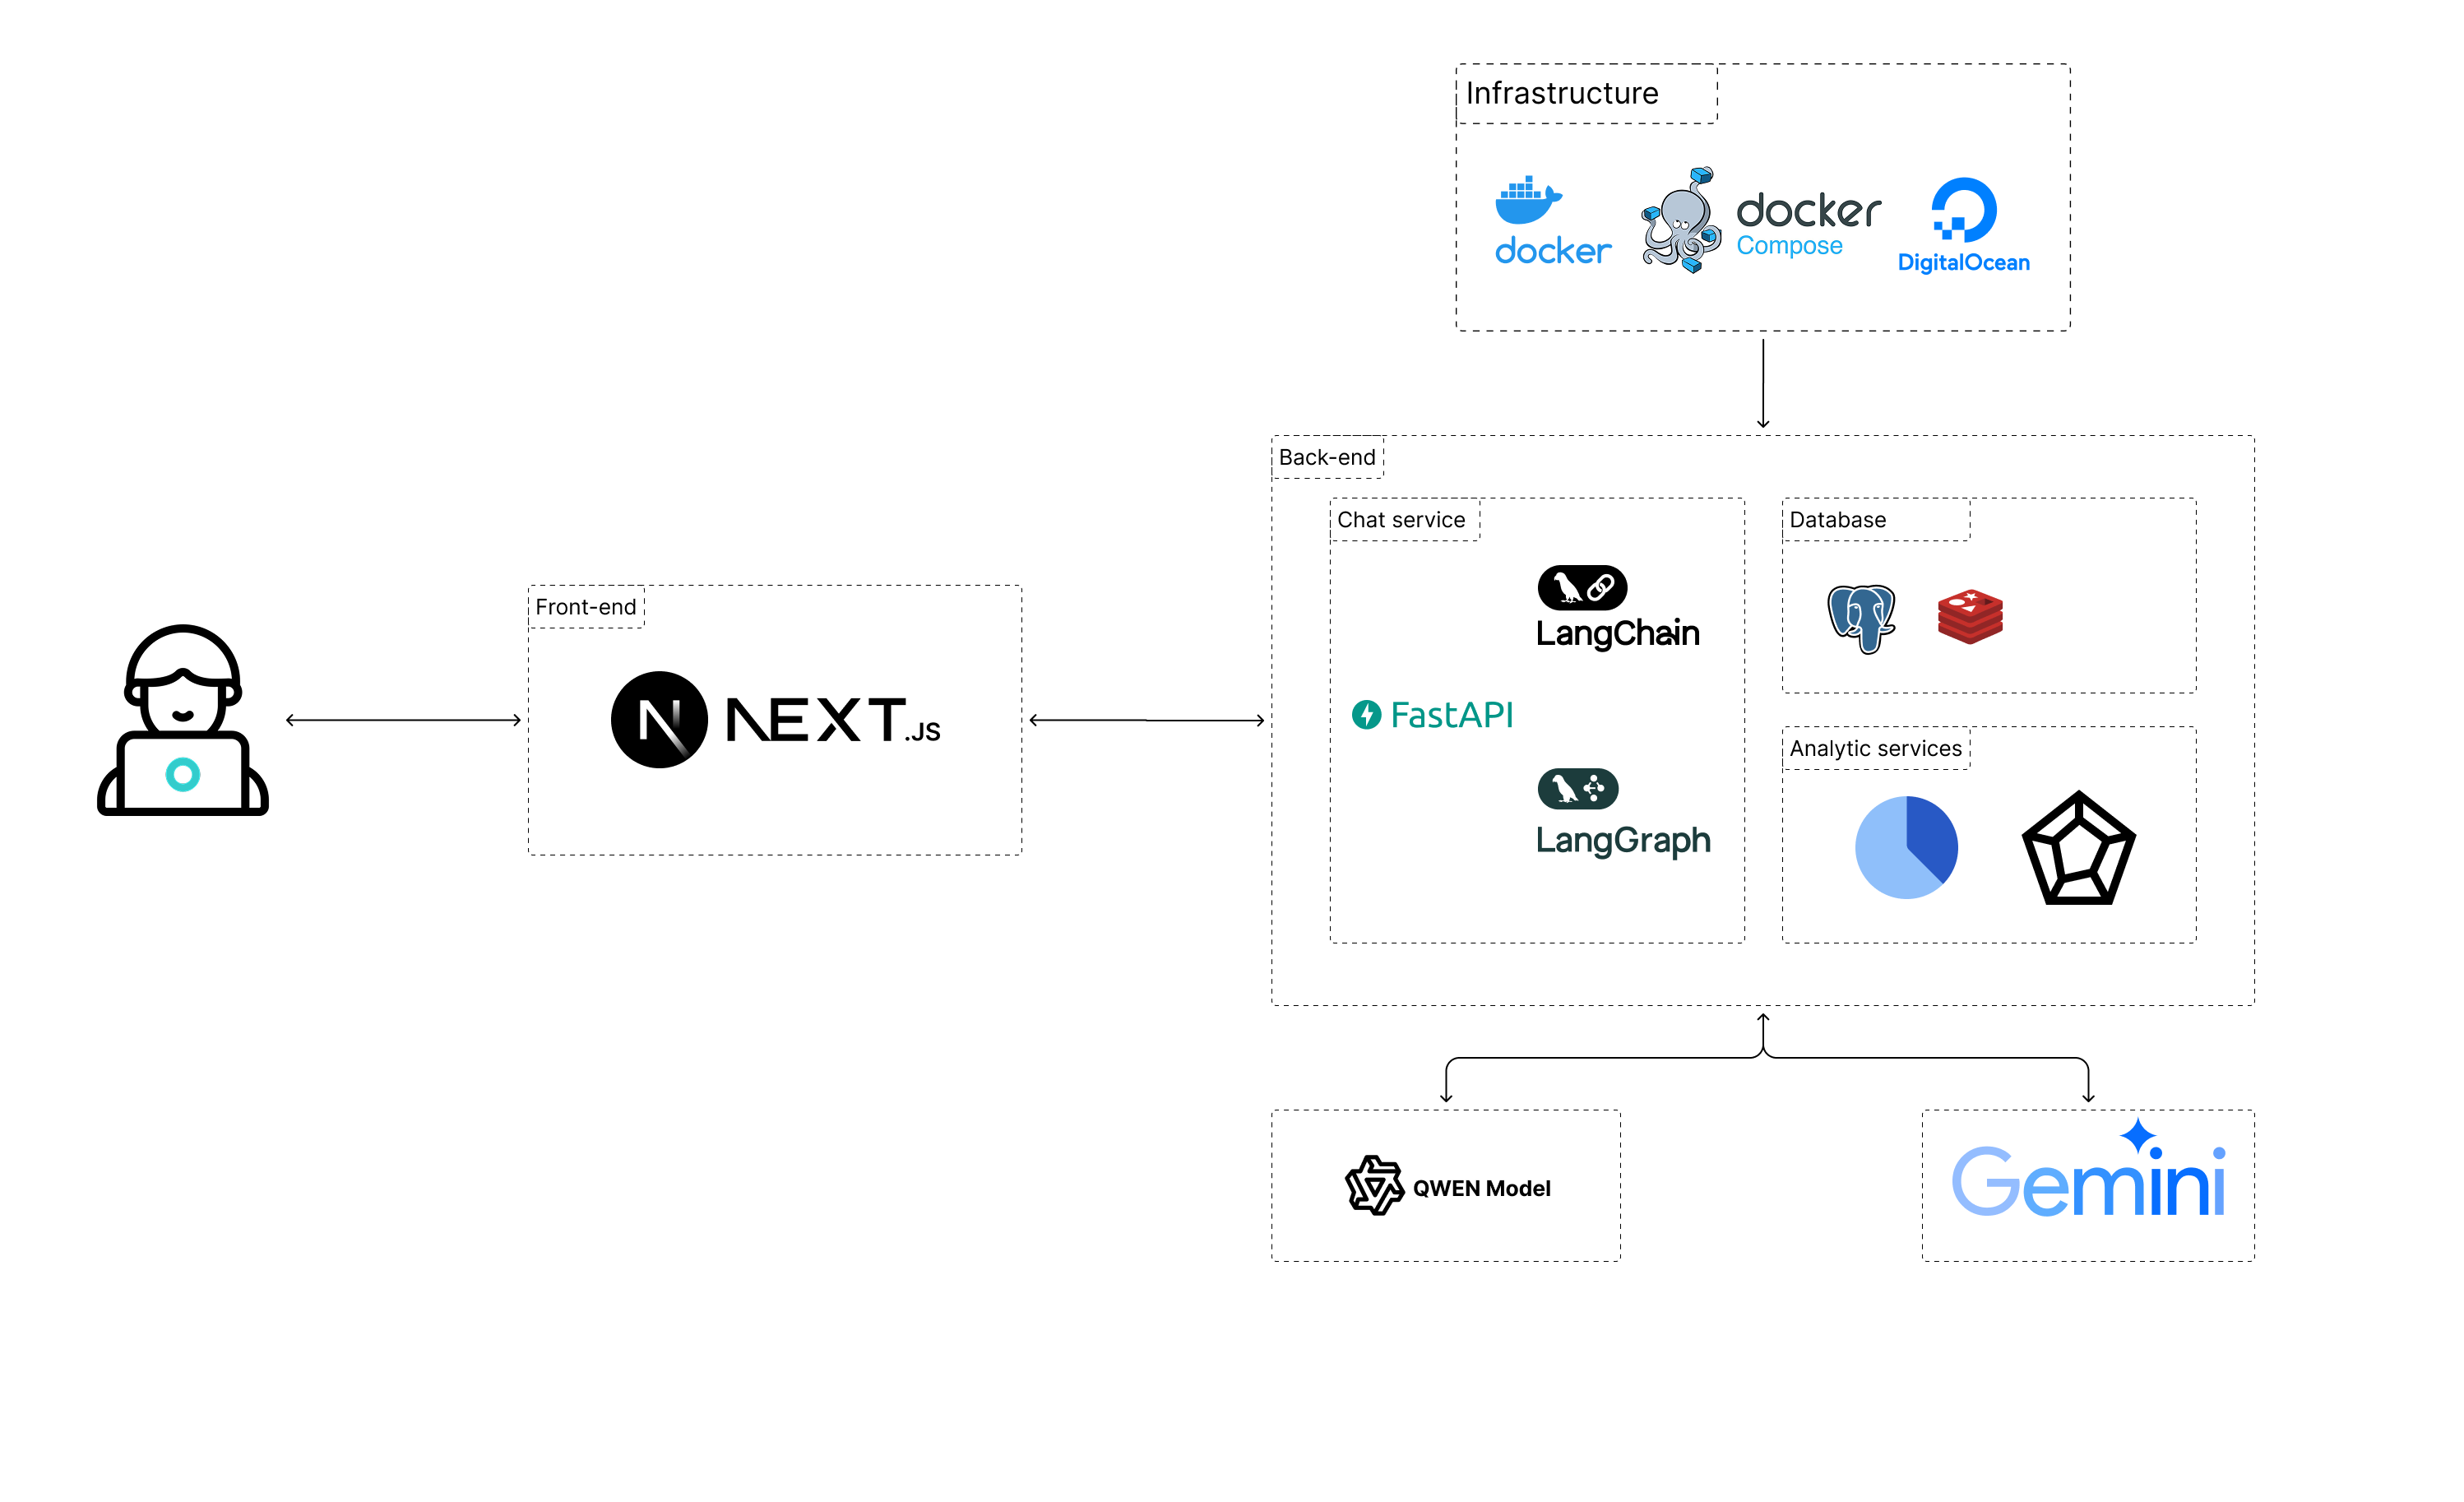 Infrastructure
docker
docker
Compose
DigitalOcean
Back-end
Chat service
Database
LangChain
Front-end
NEXT.JS
FastAPI
Analytic services
LangGraph
QWEN Model
Gemini